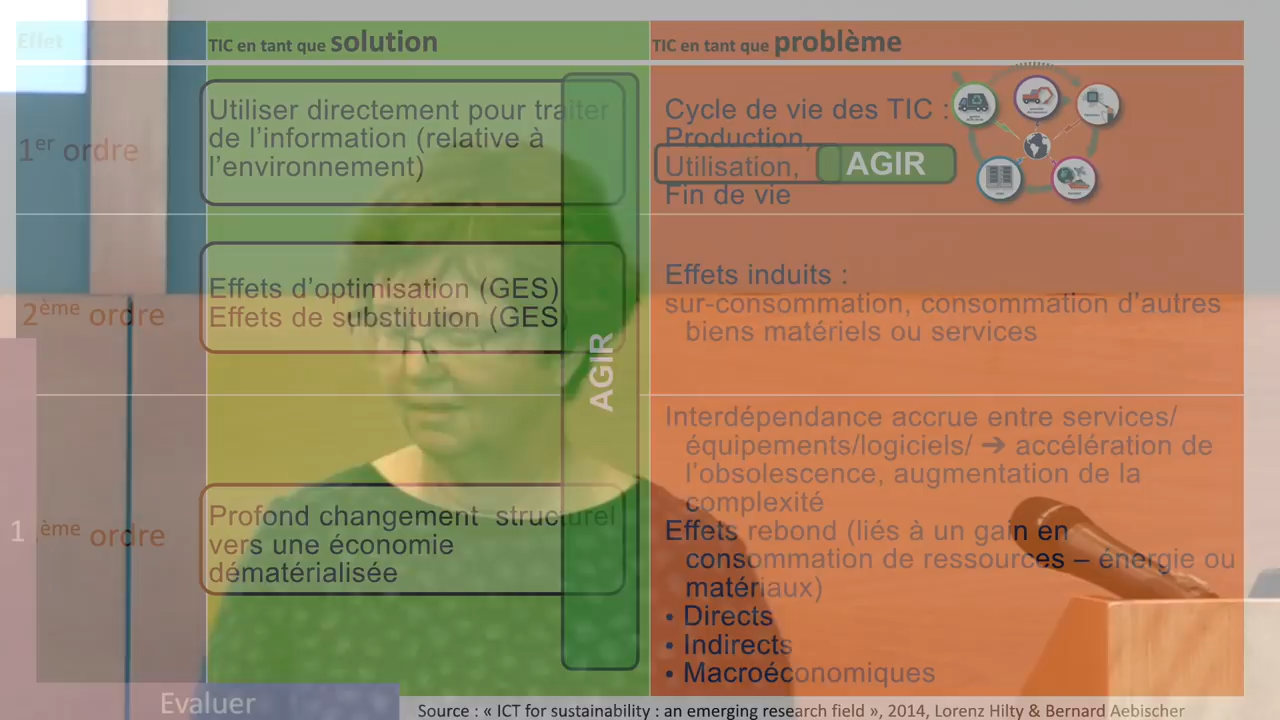 Effet
TIC en tant que solution
TIC en tant que problème
1er ordre
Utiliser directement pour traiter
de l'information (relative à
l'environnement)
Cycle de vie des TIC :
Production,
Utilisation,
AGIR
Fin de vie
2ème ordre
Effets d'optimisation (GES)
Effets de substitution (GES)
AGIR
Effets induits :
sur-consommation, consommation d'autres
biens matériels ou services
1
ème ordre
Profond changement structurel
vers une économie
dématérialisée
Interdépendance accrue entre services/
équipements/logiciels/ ➔ accélération de
l'obsolescence, augmentation de la
complexité
Effets rebond (liés à un gain en
consommation de ressources – énergie ou
matériaux)
• Directs
• Indirects
• Macroéconomiques
Evaluer
Source : « ICT for sustainability : an emerging research field », 2014, Lorenz Hilty & Bernard Aebischer